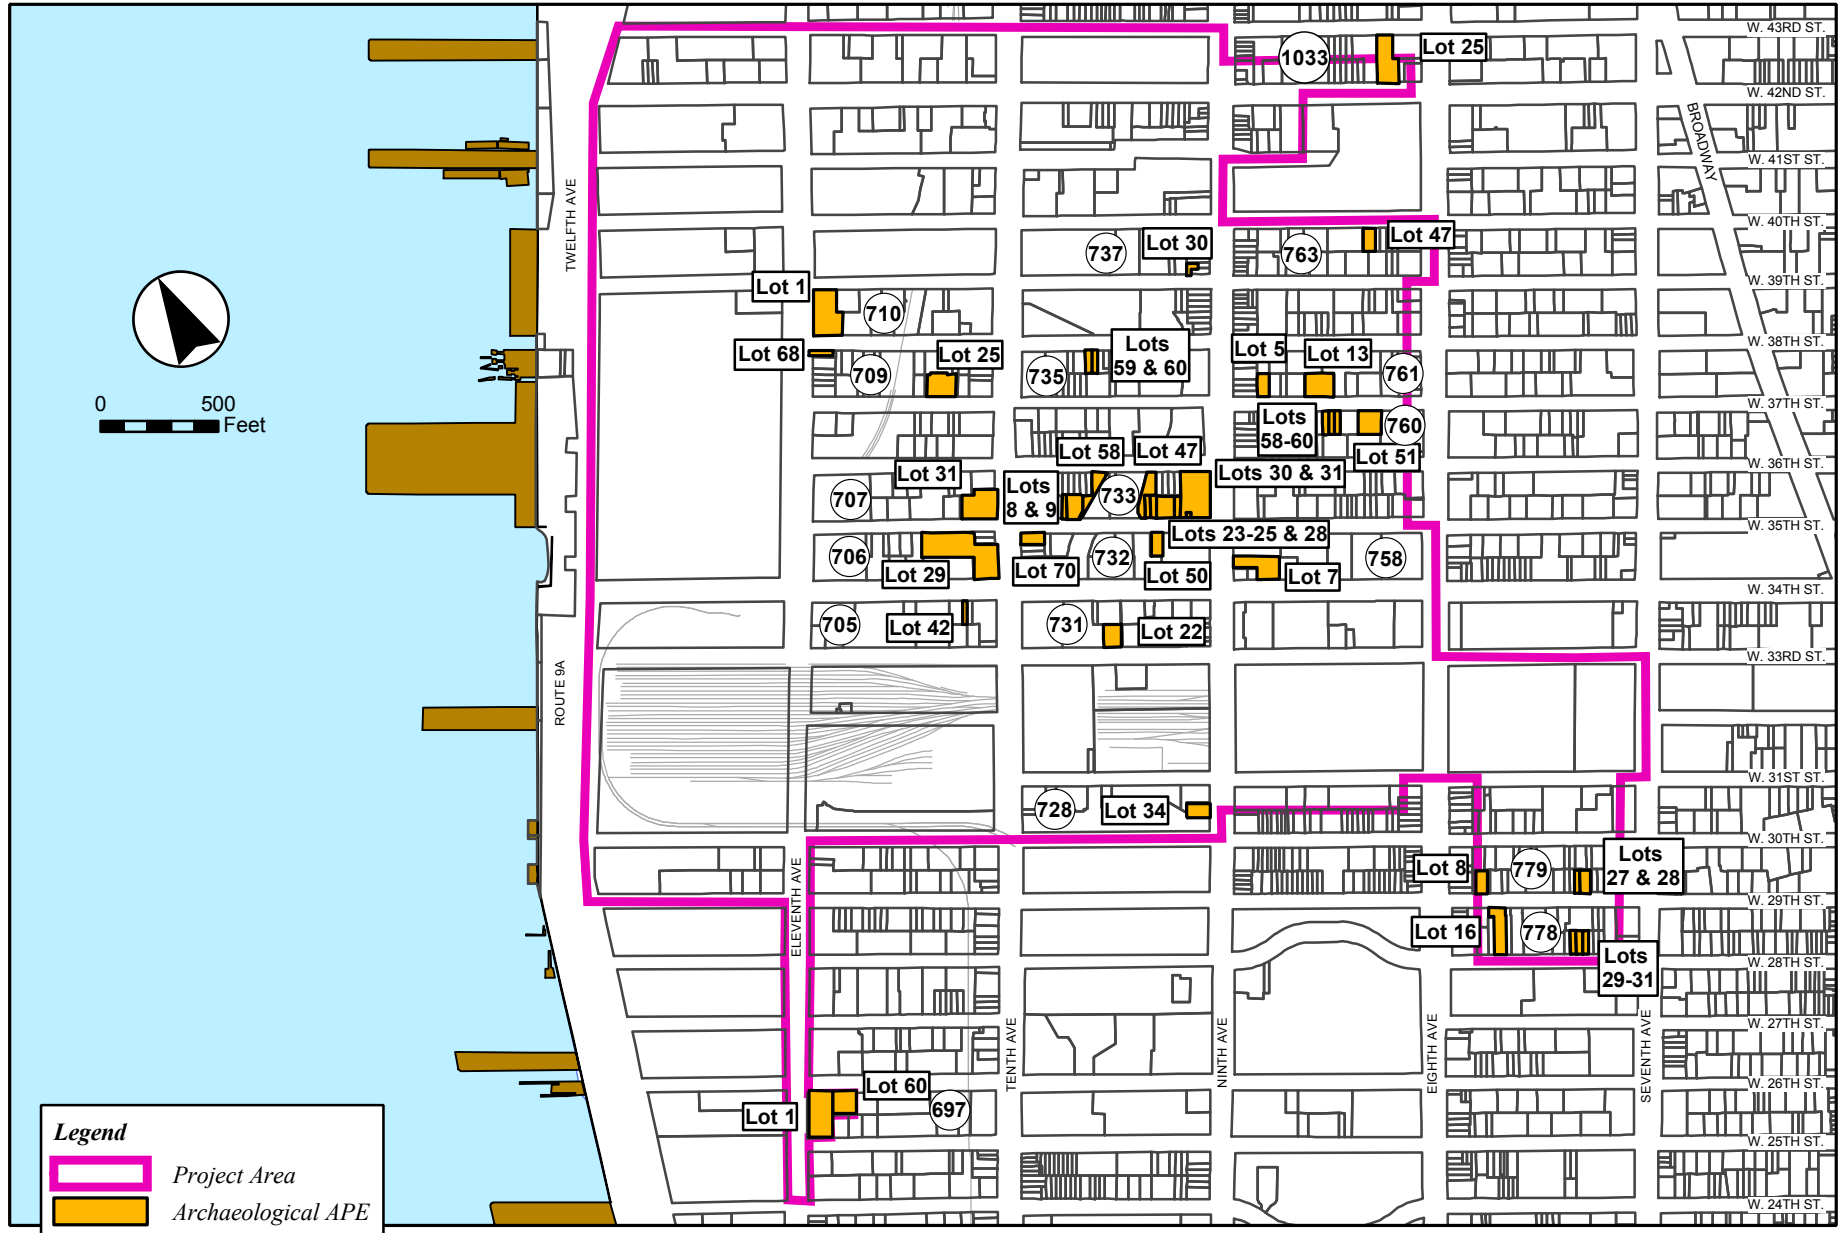 W. 43RD ST.
1033
Lot 25
W. 42ND ST.
BROADWAY
W. 41ST ST.
TWELFTH AVE
W. 40TH ST.
737
Lot 30
763
Lot 47
W. 39TH ST.
Lot 1
710
W. 38TH ST.
Lot 68
709
Lot 25
735
Lots
59 & 60
Lot 5
Lot 13
761
0 500
Feet
W. 37TH ST.
Lots
58-60
760
Lot 51
Lot 58
Lot 47
W. 36TH ST.
Lot 31
707
Lots
8 & 9
733
Lots 30 & 31
W. 35TH ST.
706
Lot 29
Lot 70
732
Lot 50
Lots 23-25 & 28
Lot 7
758
W. 34TH ST.
705
Lot 42
731
Lot 22
W. 33RD ST.
ROUTE 9A
W. 31ST ST.
728
Lot 34
W. 30TH ST.
Lot 8
779
Lots
27 & 28
W. 29TH ST.
ELEVENTH AVE
Lot 16
778
Lots
29-31
W. 28TH ST.
W. 27TH ST.
TENTH AVE
NINTH AVE
EIGHTH AVE
SEVENTH AVE
W. 26TH ST.
Lot 60
Lot 1
697
W. 25TH ST.
W. 24TH ST.
Legend
Project Area
Archaeological APE